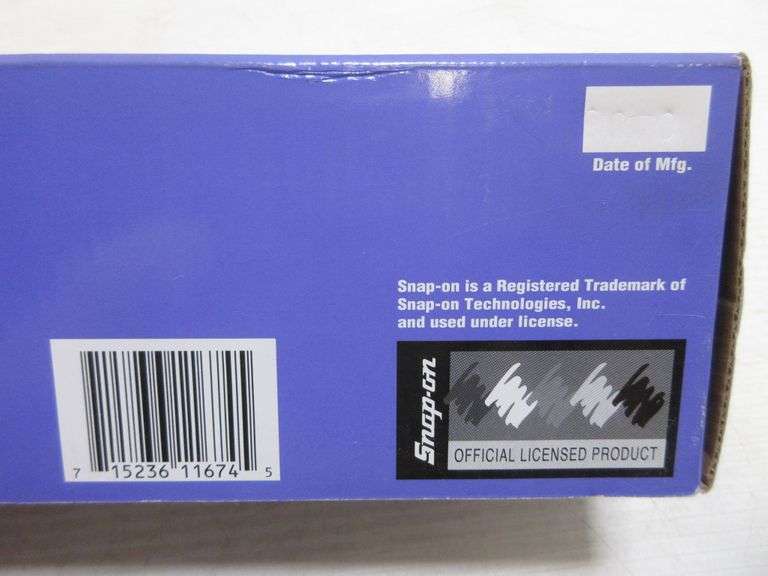 Date of Mfg.
Snap-on is a Registered Trademark of
Snap-on Technologies, Inc.
and used under license.
Snap-on
OFFICIAL LICENSED PRODUCT
7 15236 11674 5